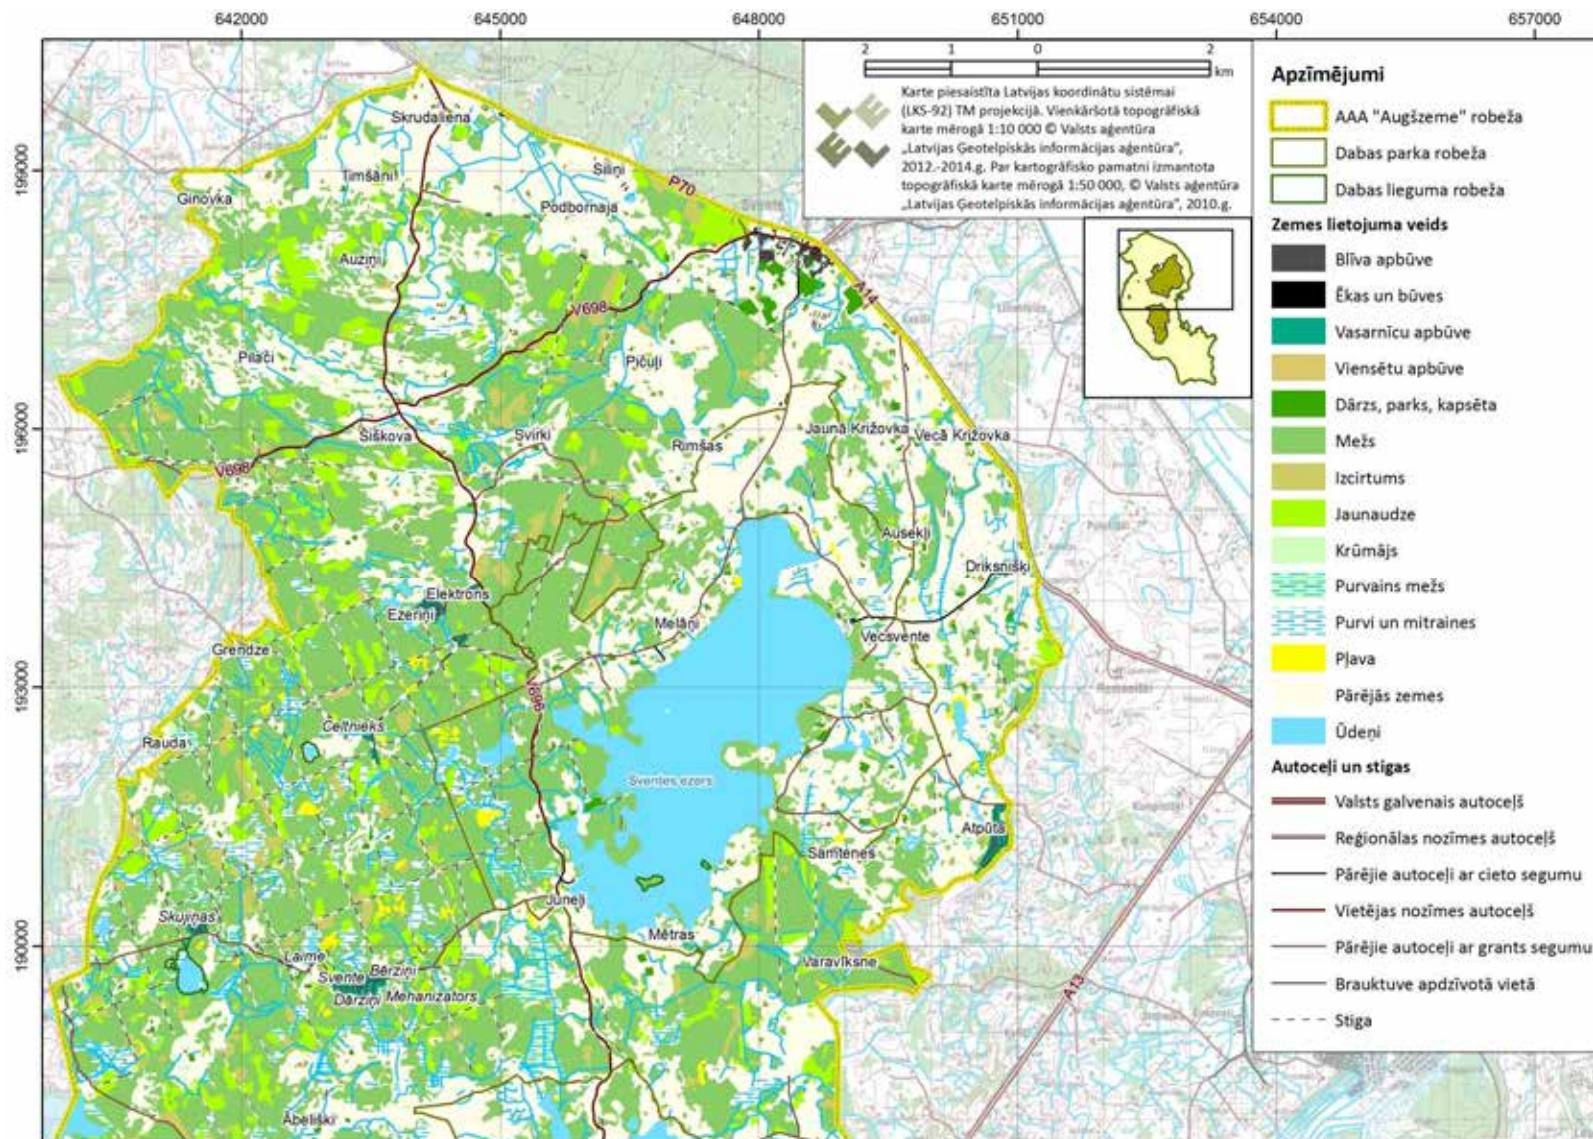 642000
645000
648000
651000
654000
657000
2 1 0 2
km
Karte piesaistīta Latvijas koordinātu sistēmai
(LKS-92) TM projekcijā. Vienkāršotā topogrāfiskā
karte mērogā 1:10 000 © Valsts aģentūra
„Latvijas Ģeotelpiskās informācijas aģentūra",
2012.-2014.g. Par kartogrāfisko pamatni izmantota
topogrāfiskā karte mērogā 1:50 000, © Valsts aģentūra
„Latvijas Ģeotelpiskās informācijas aģentūra", 2010.g.
Apzīmējumi
AAA "Augšzeme" robeža
Dabas parka robeža
Dabas lieguma robeža
Zemes lietojuma veids
Blīva apbūve
Ēkas un būves
Vasarnīcu apbūve
Viensētu apbūve
Dārzs, parks, kapsēta
Mežs
Izcirtums
Jaunaudze
Krūmājs
Purvains mežs
Purvi un mitraines
Pļava
Pārējās zemes
Ūdeņi
Autoceļi un stigas
Valsts galvenais autoceļš
Reģionālas nozīmes autoceļš
Pārējie autoceļi ar cieto segumu
Vietējas nozīmes autoceļš
Pārējie autoceļi ar grants segumu
Brauktuve apdzīvotā vietā
Stiga
199000
196000
193000
190000
Skrudaliena
Timšāni
Siliņi
P70
Ginovka
Podbornaja
Auziņi
A14
V698
Pilači
Pičuļi
Šiškova
Svirki
Rimšas
Jaunā Križovka
Vecā Križovka
V698
Ausekļi
Driksnišķi
Elektrons
Ezeriņi
Melāņi
Vecsvente
Grendze
V696
Celtnieks
Rauda
Sventes ezers
Atpūta
Samtenes
Juneļi
Skujiņas
Mētras
Laime
Varavīksne
Svente
Bērziņi
Dārziņi
Mehanizators
A13
Ābelišķi